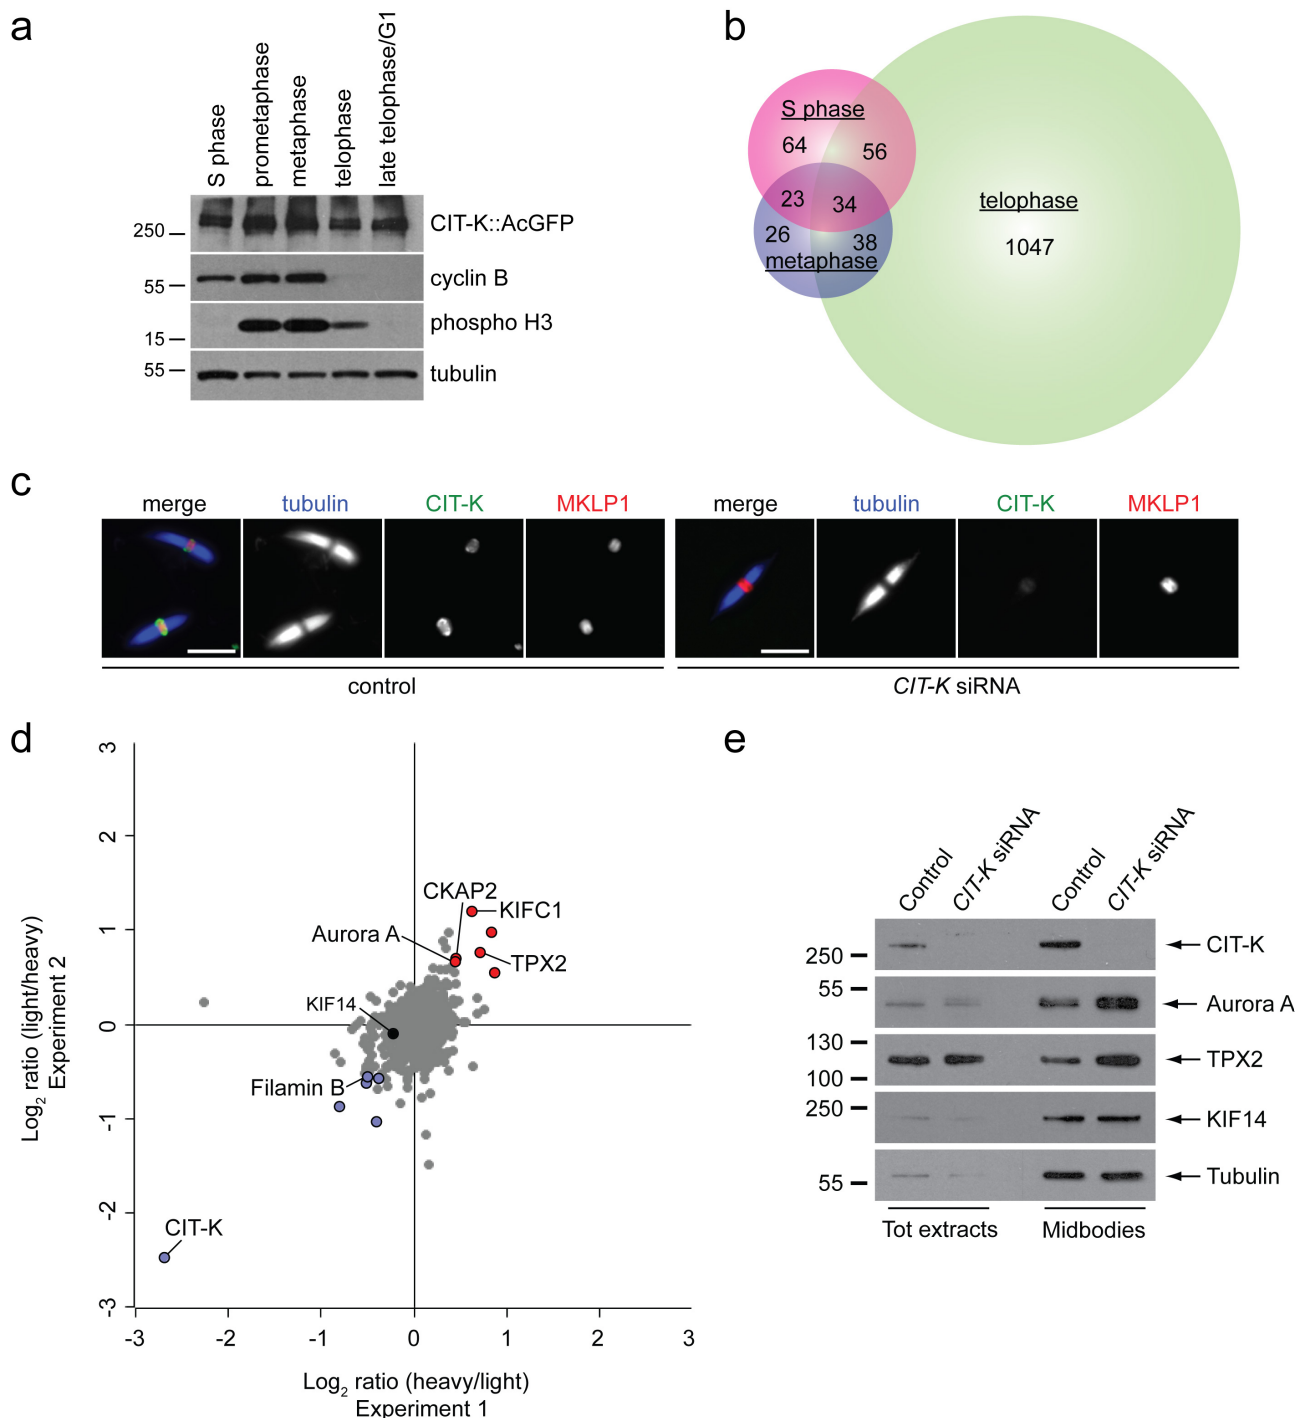 a
S phase
prometaphase
metaphase
telophase
late telophase/G1
250
CIT-K::AcGFP
55
cyclin B
15
phospho H3
55
tubulin
b
S phase
64
56
23
34
26
38
metaphase
telophase
1047
c
merge
tubulin
CIT-K
MKLP1
merge
tubulin
CIT-K
MKLP1
control
CIT-K siRNA
d
3
2
1
0
-1
-2
-3
Log2 ratio (light/heavy)
Experiment 2
CKAP2
KIFC1
Aurora A
TPX2
KIF14
Filamin B
CIT-K
-3
-2
-1
0
1
2
3
Log2 ratio (heavy/light)
Experiment 1
e
Control
CIT-K siRNA
Control
CIT-K siRNA
250
CIT-K
55
Aurora A
130
TPX2
100
250
KIF14
55
Tubulin
Tot extracts
Midbodies